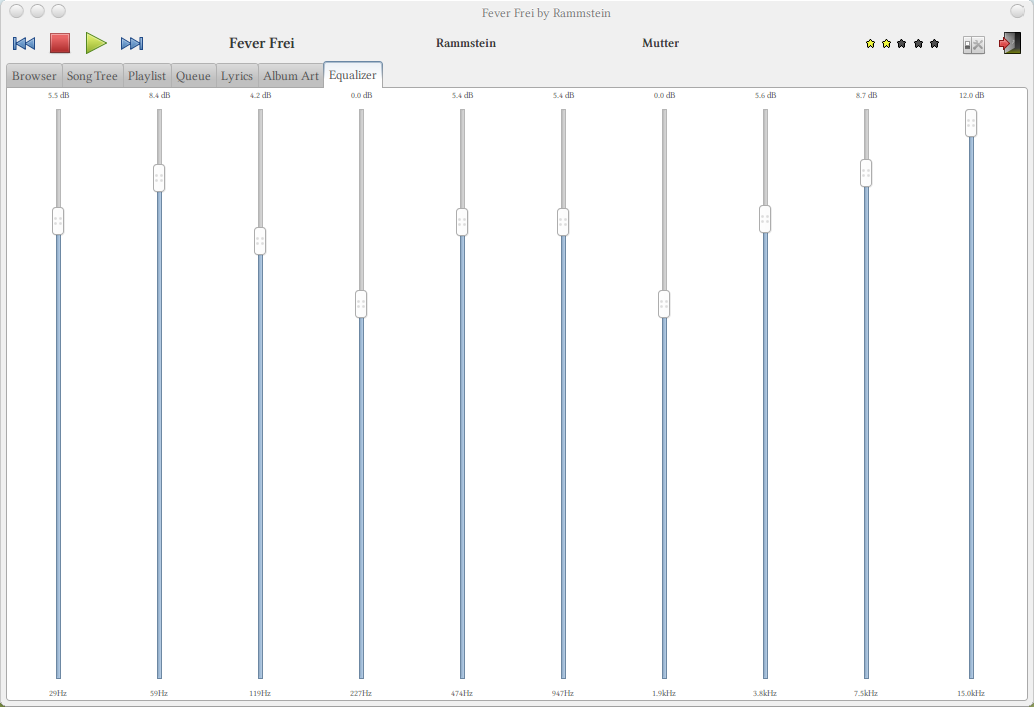 Fever Frei by Rammstein
Fever Frei Rammstein Mutter
Browser Song Tree Playlist Queue Lyrics Album Art Equalizer
5.5 dB 8.4 dB 4.2 dB 0.0 dB 5.4 dB 5.4 dB 0.0 dB 5.6 dB 8.7 dB 12.0 dB
29Hz 59Hz 119Hz 227Hz 474Hz 947Hz 1.9kHz 3.8kHz 7.5kHz 15.0kHz